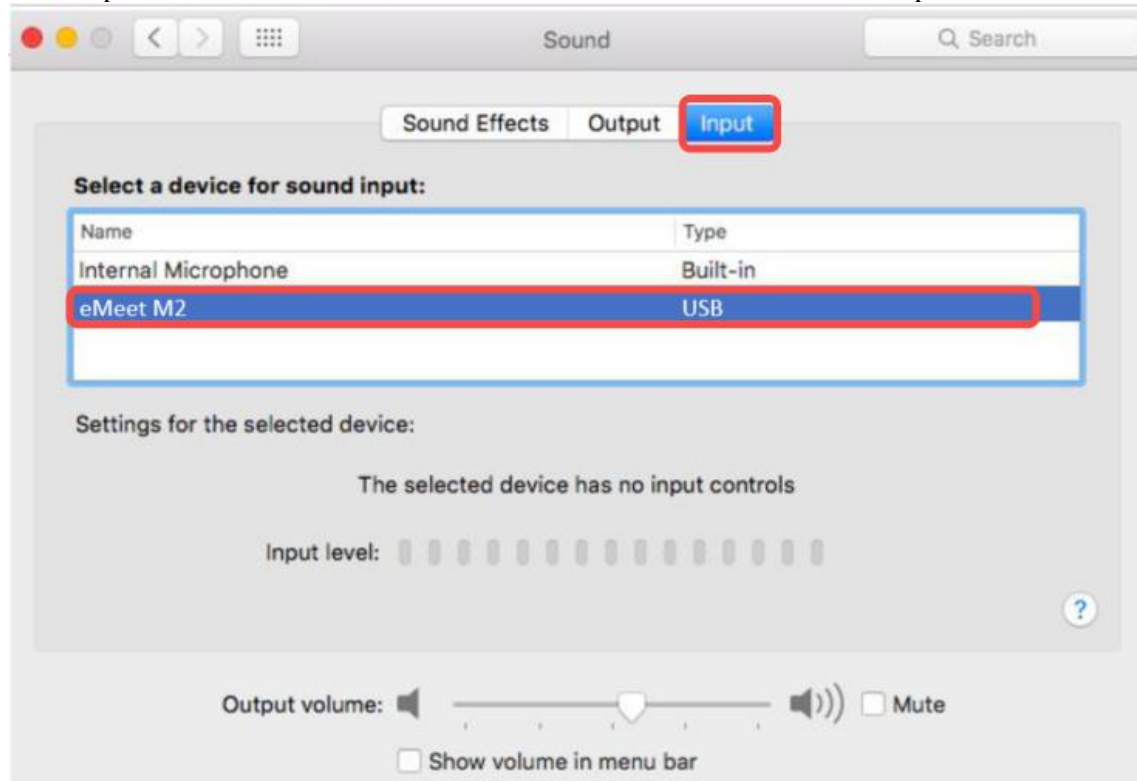 Sound
Search
Sound Effects Output Input
Select a device for sound input:
Name Type
Internal Microphone Built-in
eMeet M2 USB
Settings for the selected device:
The selected device has no input controls
Input level:
?
Output volume: Mute
Show volume in menu bar